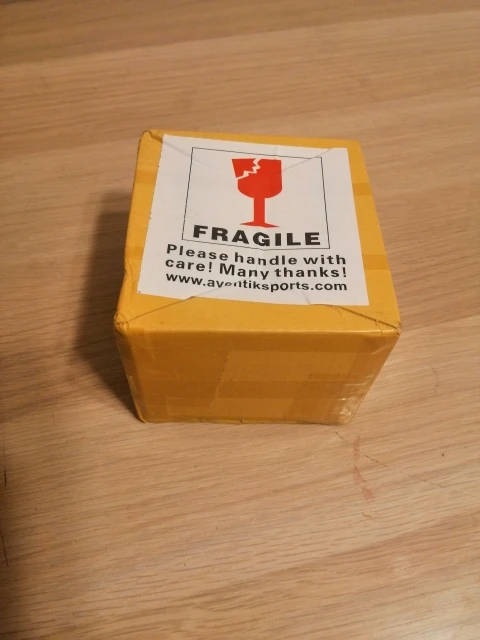 FRAGILE
Please handle with
care! Many thanks!
www.aventiksports.com